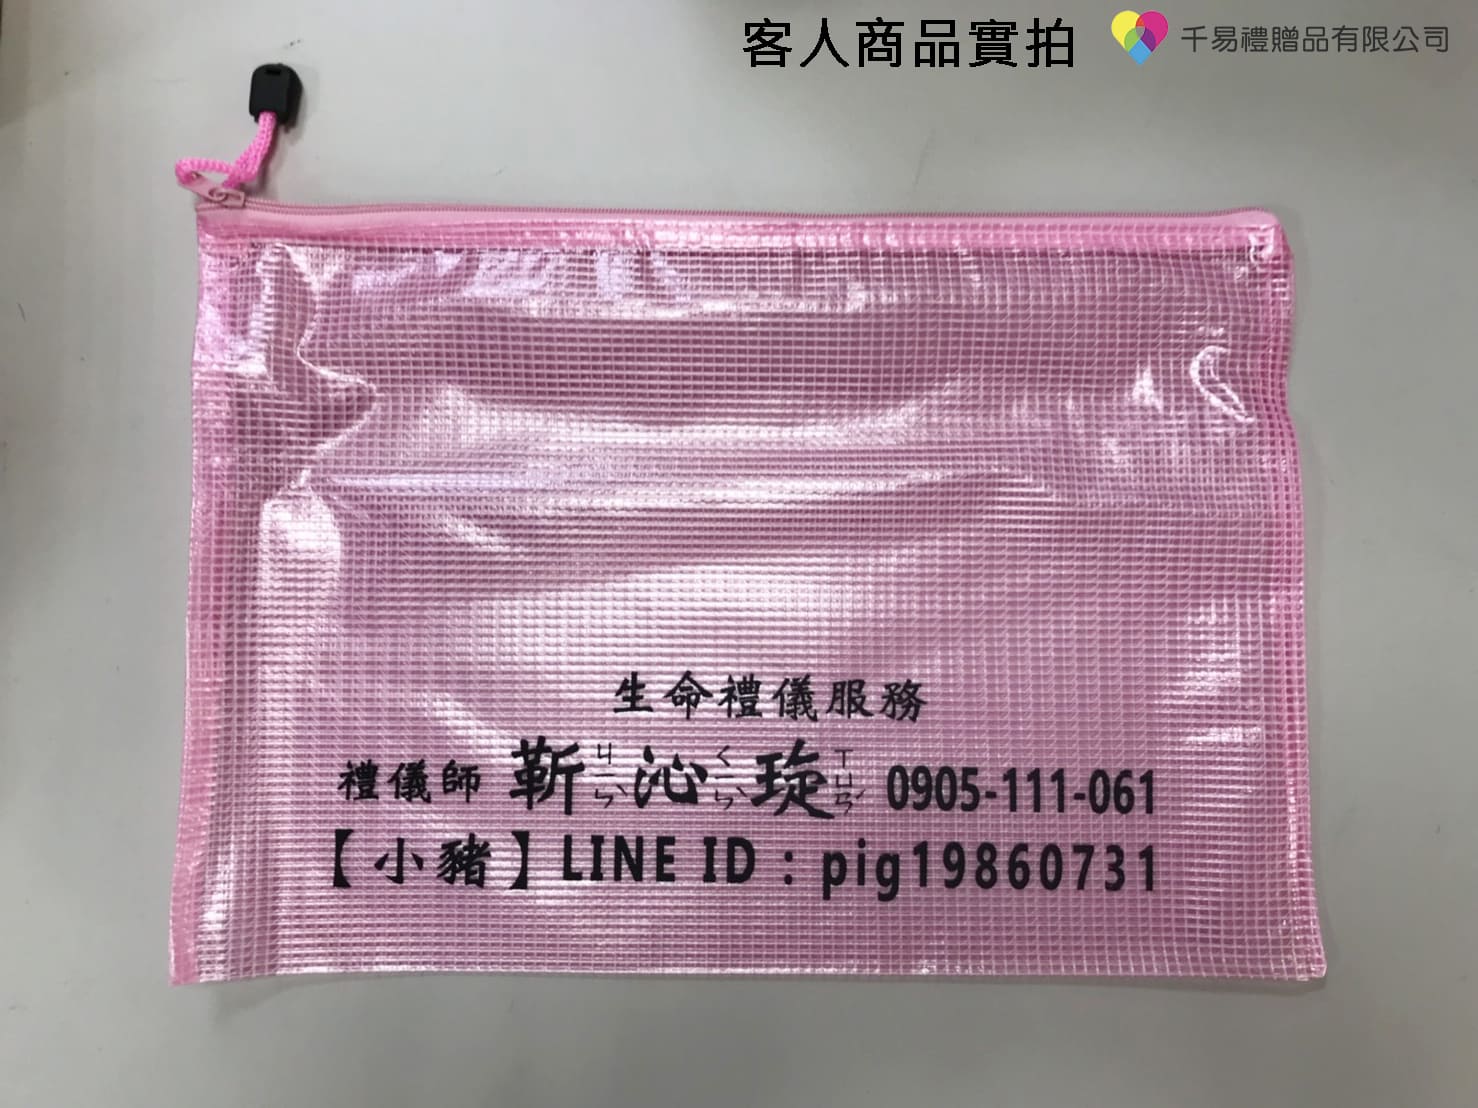 客人商品實拍 千易禮贈品有限公司
生命禮儀服務
禮儀師 靳ㄐㄧㄣˋ沁ㄑㄧㄣˋ琁ㄒㄩㄢˊ 0905-111-061
【小豬】LINE ID：pig19860731